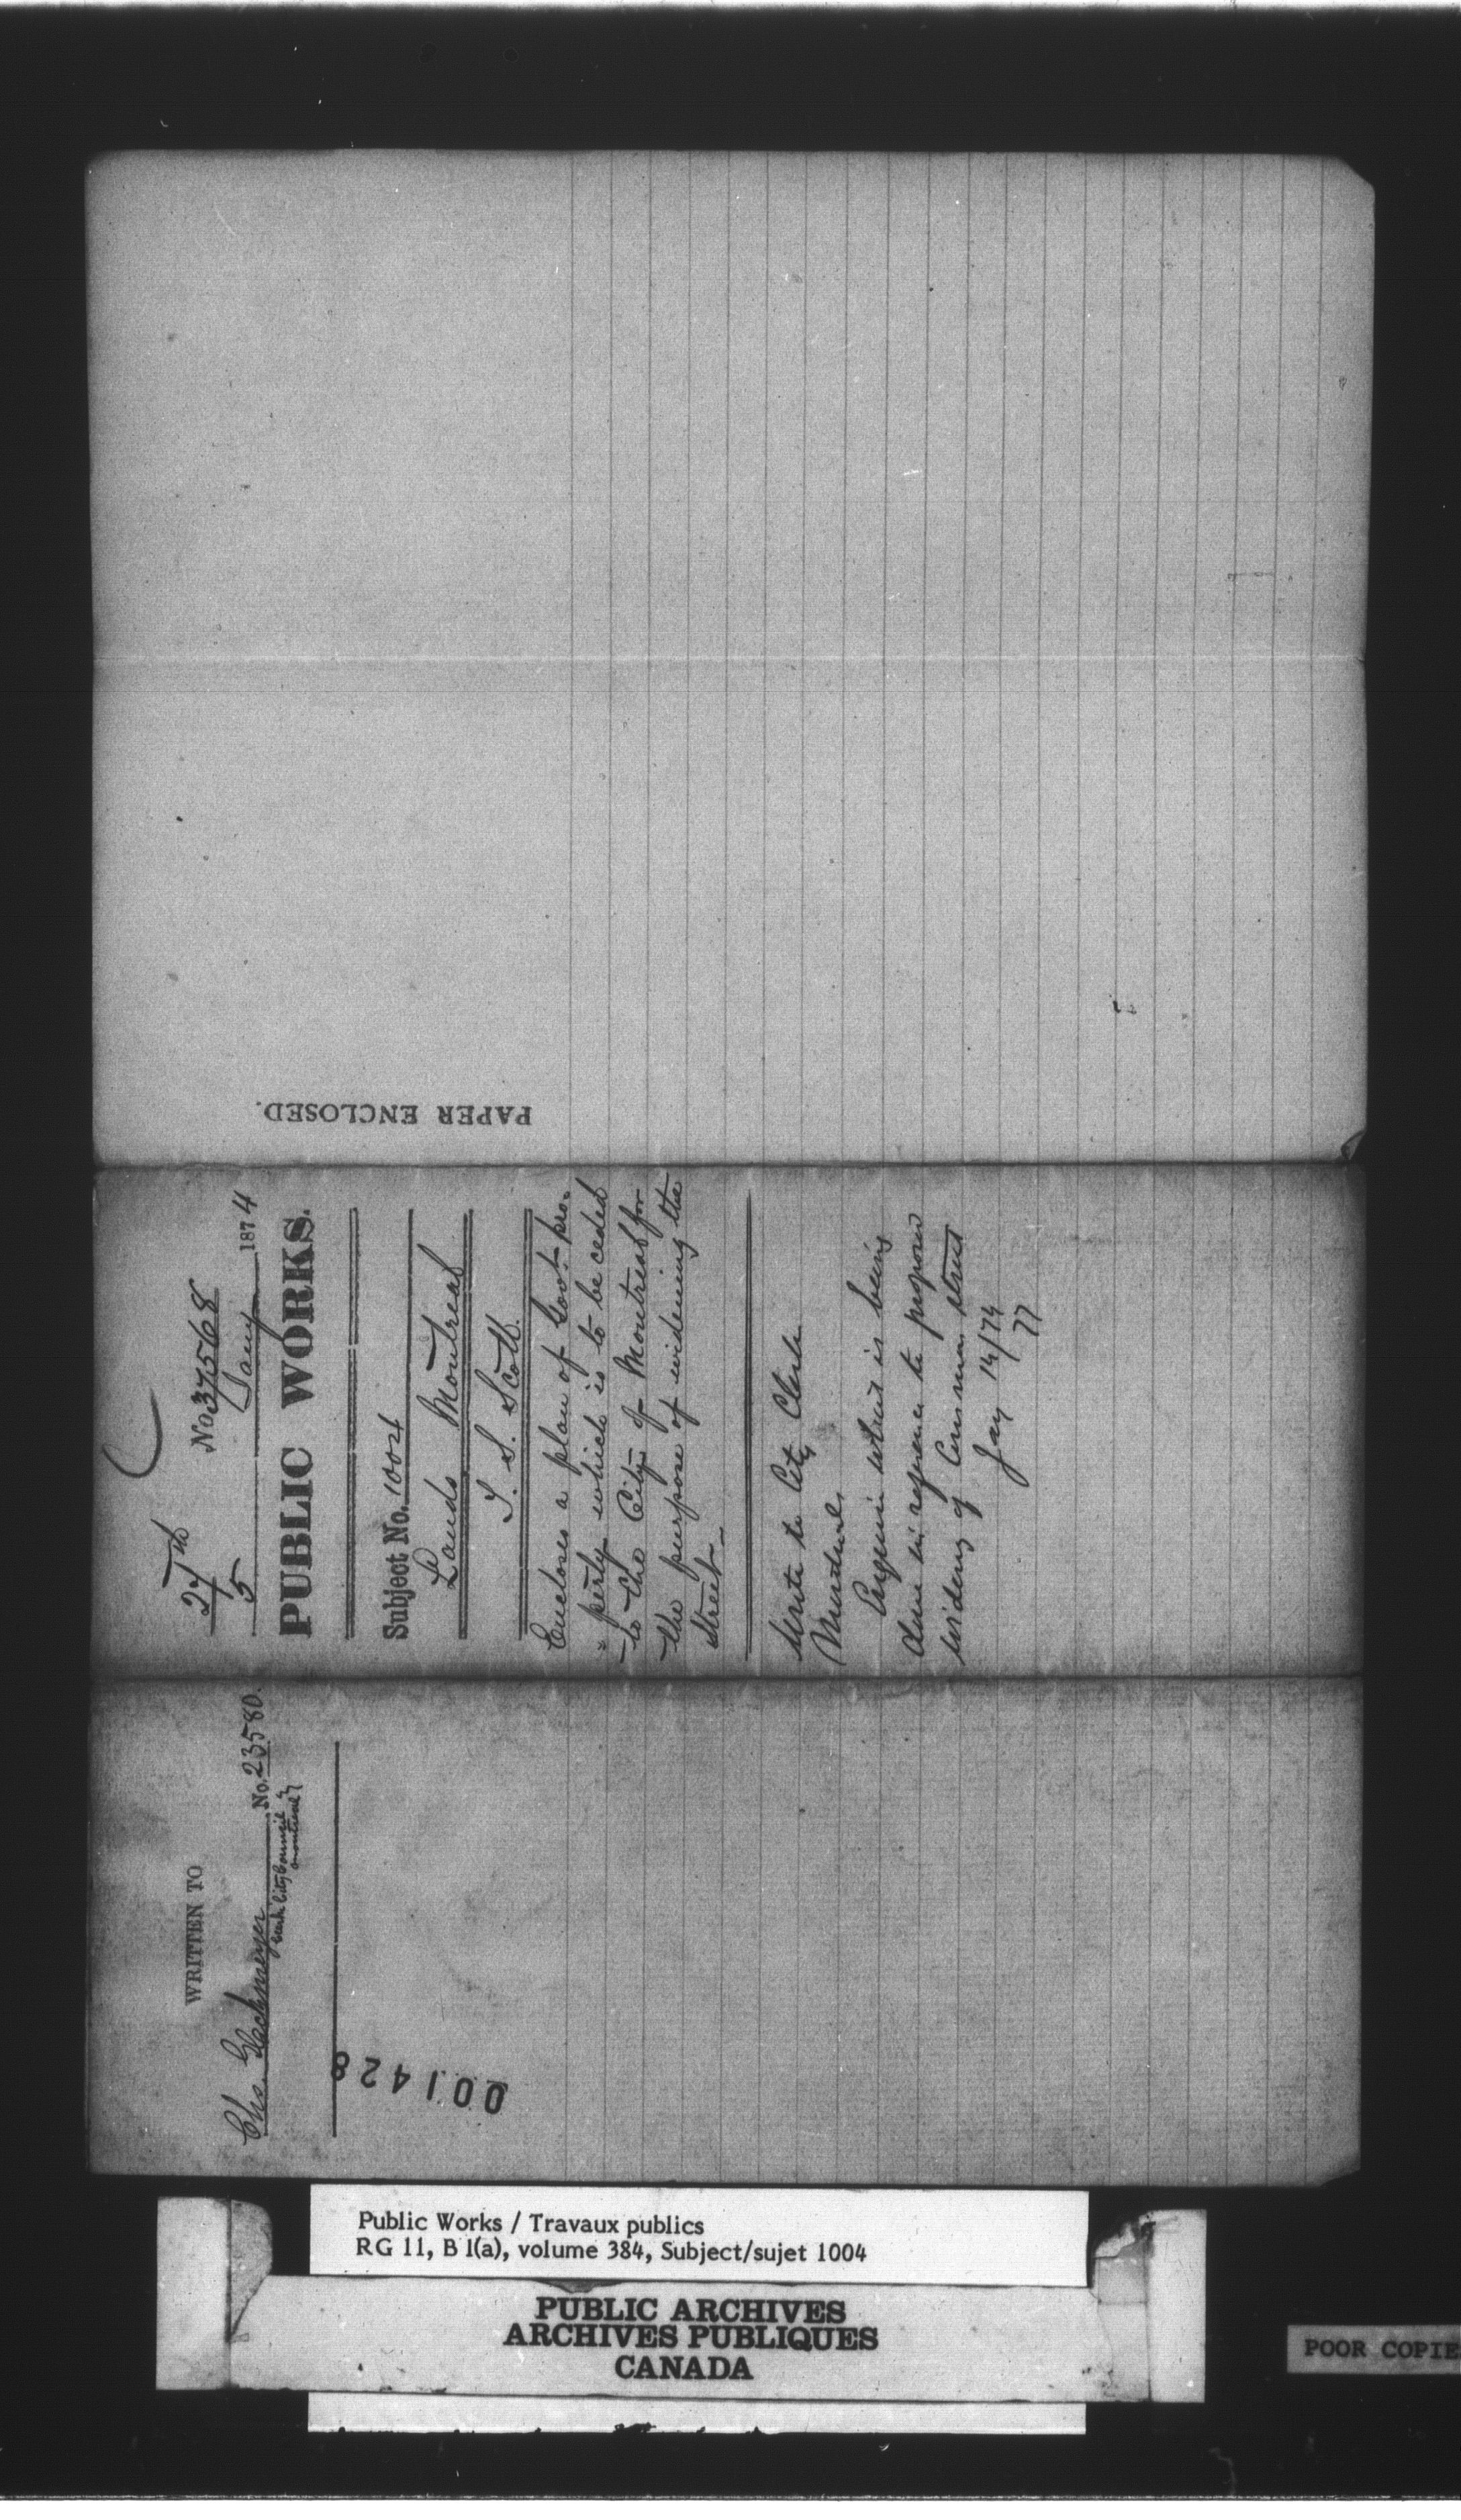 PAPER ENCLOSED.
27th
5
No. 37568
Jany 1874
PUBLIC WORKS.
Subject No. 1004
Lands Montreal
T. S. Scott.
Encloses a plan of Govt. pro-
" perty which is to be ceded
to the City of Montreal for
the purpose of widening the
street.
Write to City Clerk
Montreal.
Enquire what is being
done in reference to proposed
widening of Common street
Jay 14/74
WRITTEN TO
Chs. Glackmeyer No. 23580.
City Council
Montreal
001428
Public Works / Travaux publics
RG 11, B 1(a), volume 384, Subject/sujet 1004
PUBLIC ARCHIVES
ARCHIVES PUBLIQUES
CANADA
POOR COPIE